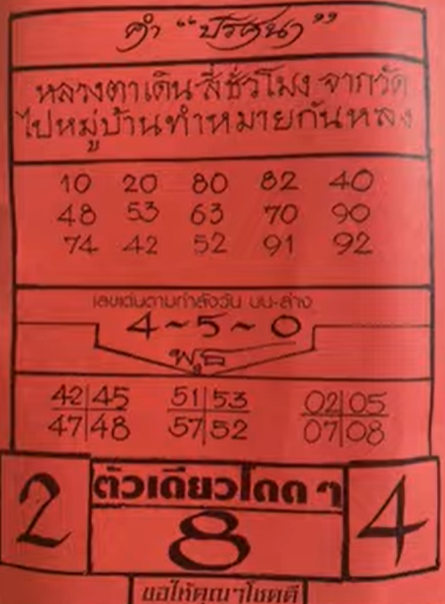 คำ “ปริศนา”
หลวงตาเดินสี่ชั่วโมง จากวัด
ไปหมู่บ้านทำหมายกันหลง
10 20 80 82 40
48 53 63 70 90
74 42 52 91 92
เลขเด่นตามกำลังวัน บน-ล่าง
4~5~0
พุธ
42 45 51 53 02 05
47 48 57 52 07 08
ตัวเดียวโดด ๆ
2 8 4
ขอให้คุณๆโชคดี